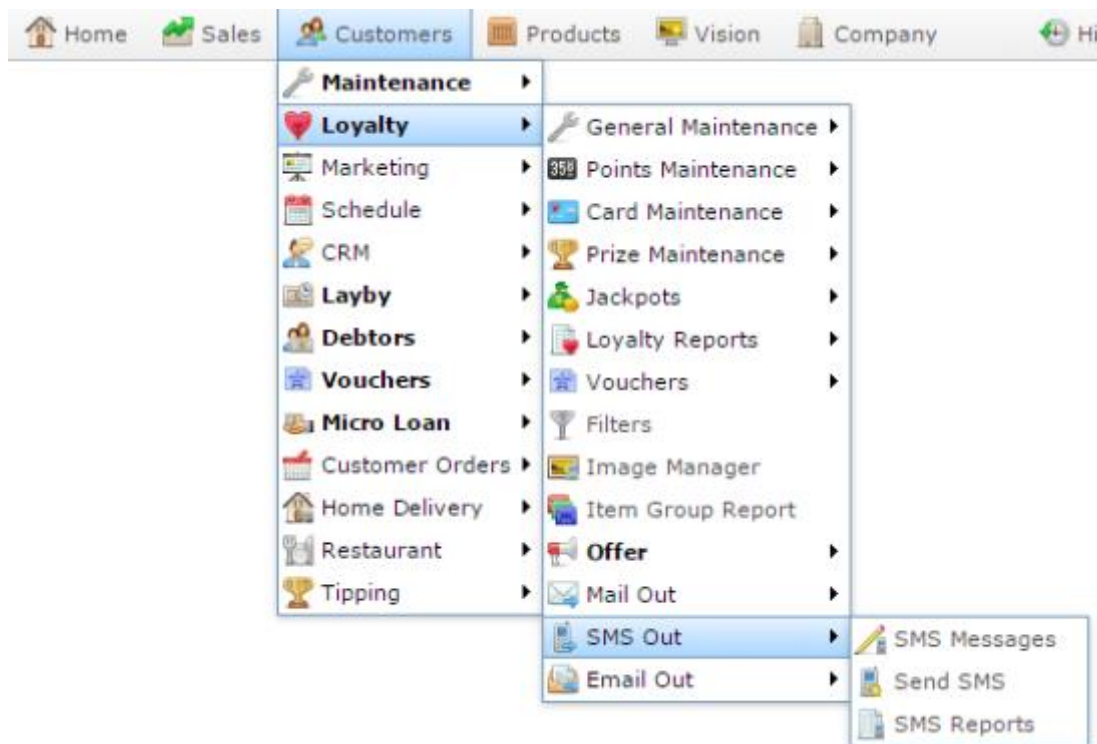 Home Sales Customers Products Vision Company Hi
Maintenance
Loyalty
Marketing
Schedule
CRM
Layby
Debtors
Vouchers
Micro Loan
Customer Orders
Home Delivery
Restaurant
Tipping
General Maintenance
Points Maintenance
Card Maintenance
Prize Maintenance
Jackpots
Loyalty Reports
Vouchers
Filters
Image Manager
Item Group Report
Offer
Mail Out
SMS Out
Email Out
SMS Messages
Send SMS
SMS Reports